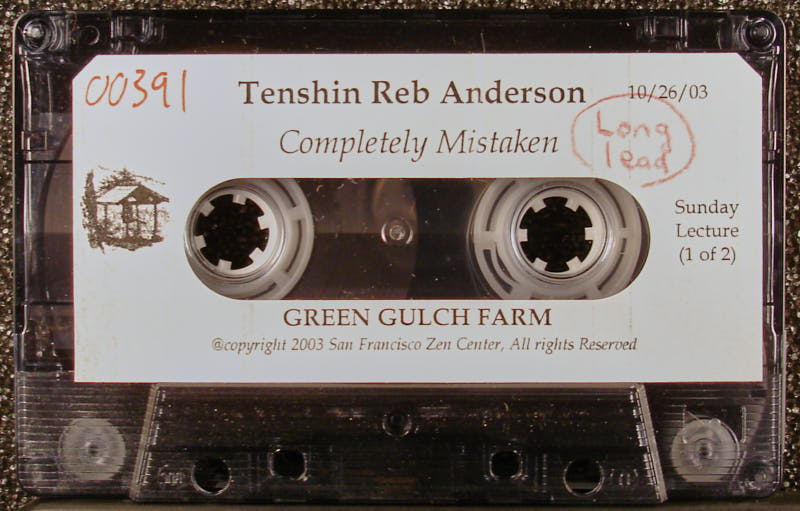 00391
Tenshin Reb Anderson 10/26/03
Completely Mistaken
Long
lead
Sunday
Lecture
(1 of 2)
GREEN GULCH FARM
@copyright 2003 San Francisco Zen Center, All rights Reserved